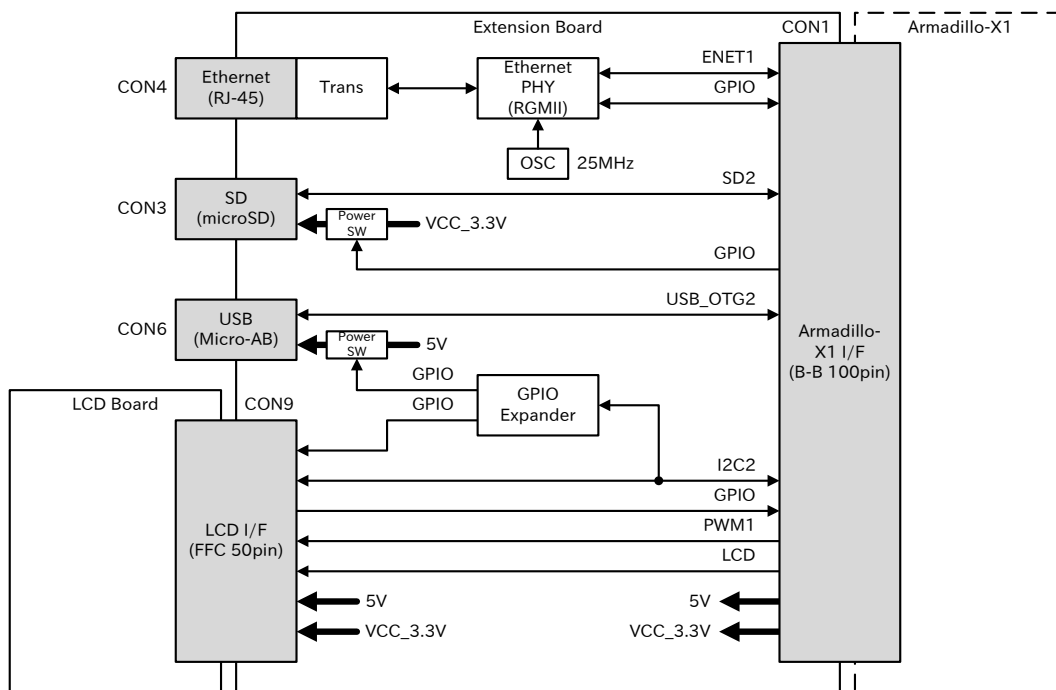 Extension Board
CON1
Armadillo-X1
CON4
Ethernet
(RJ-45)
Trans
Ethernet
PHY
(RGMII)
ENET1
GPIO
OSC
25MHz
CON3
SD
(microSD)
SD2
Power
SW
VCC_3.3V
GPIO
CON6
USB
(Micro-AB)
USB_OTG2
Power
SW
5V
Armadillo-
X1 I/F
(B-B 100pin)
GPIO
GPIO
Expander
LCD Board
CON9
GPIO
I2C2
GPIO
LCD I/F
(FFC 50pin)
PWM1
LCD
5V
5V
VCC_3.3V
VCC_3.3V